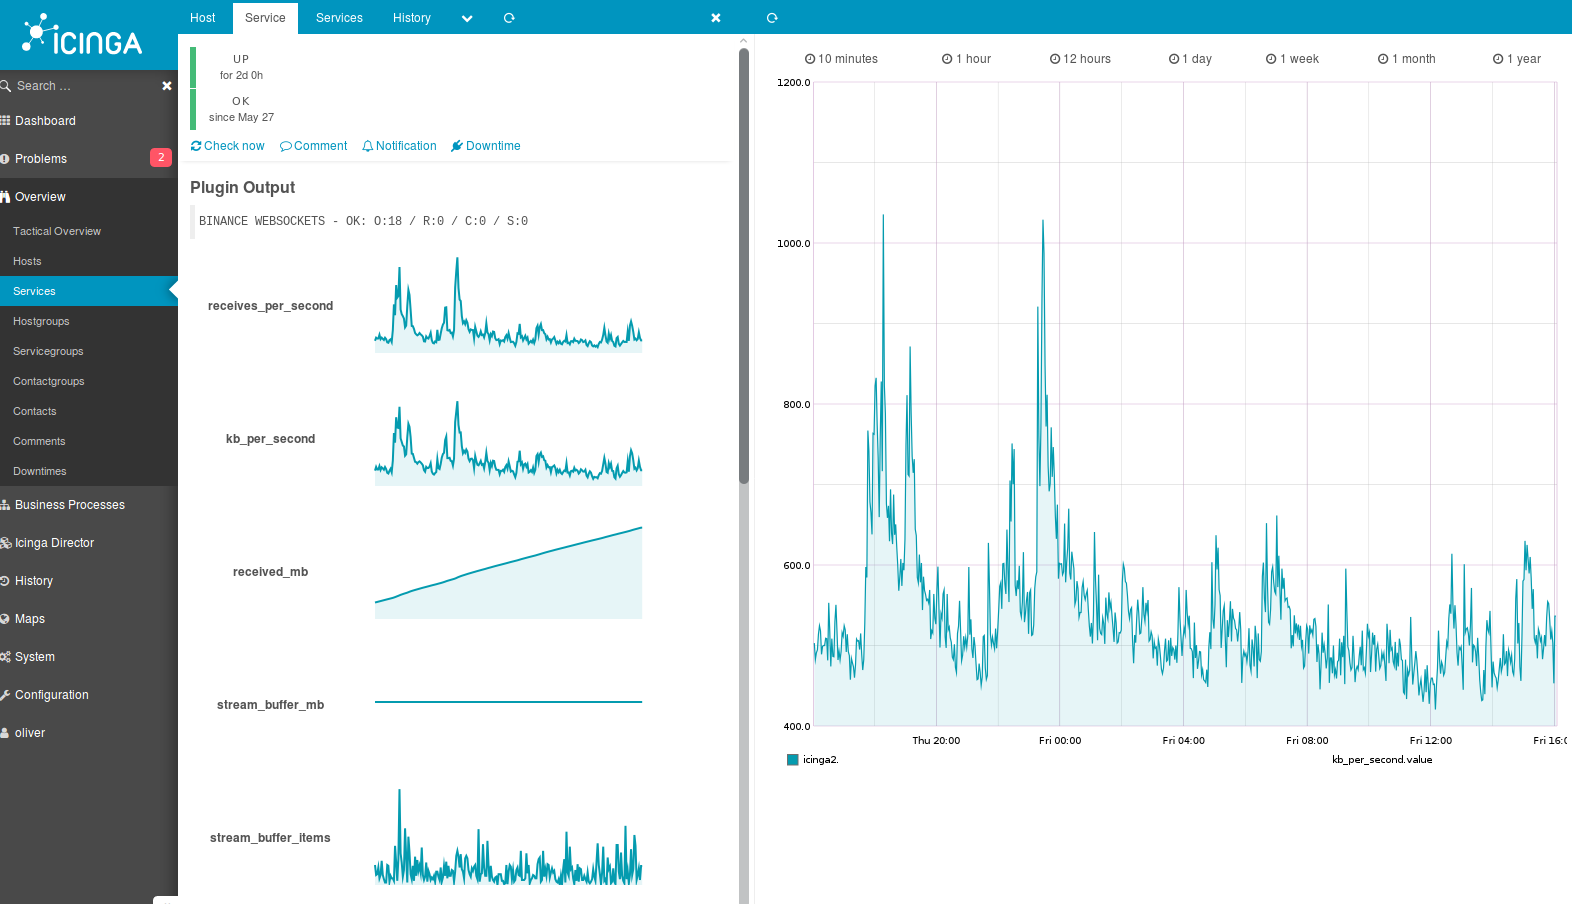 ICINGA
Search ...
Dashboard
Problems
2
Overview
Tactical Overview
Hosts
Services
Hostgroups
Servicegroups
Contactgroups
Contacts
Comments
Downtimes
Business Processes
Icinga Director
History
Maps
System
Configuration
oliver
Host Service Services History
UP
for 2d 0h
OK
since May 27
Check now Comment Notification Downtime
Plugin Output
BINANCE WEBSOCKETS - OK: O:18 / R:0 / C:0 / S:0
receives_per_second
kb_per_second
received_mb
stream_buffer_mb
stream_buffer_items
10 minutes 1 hour 12 hours 1 day 1 week 1 month 1 year
1200.0
1000.0
800.0
600.0
400.0
Thu 20:00 Fri 00:00 Fri 04:00 Fri 08:00 Fri 12:00 Fri 16:0
icinga2. kb_per_second.value